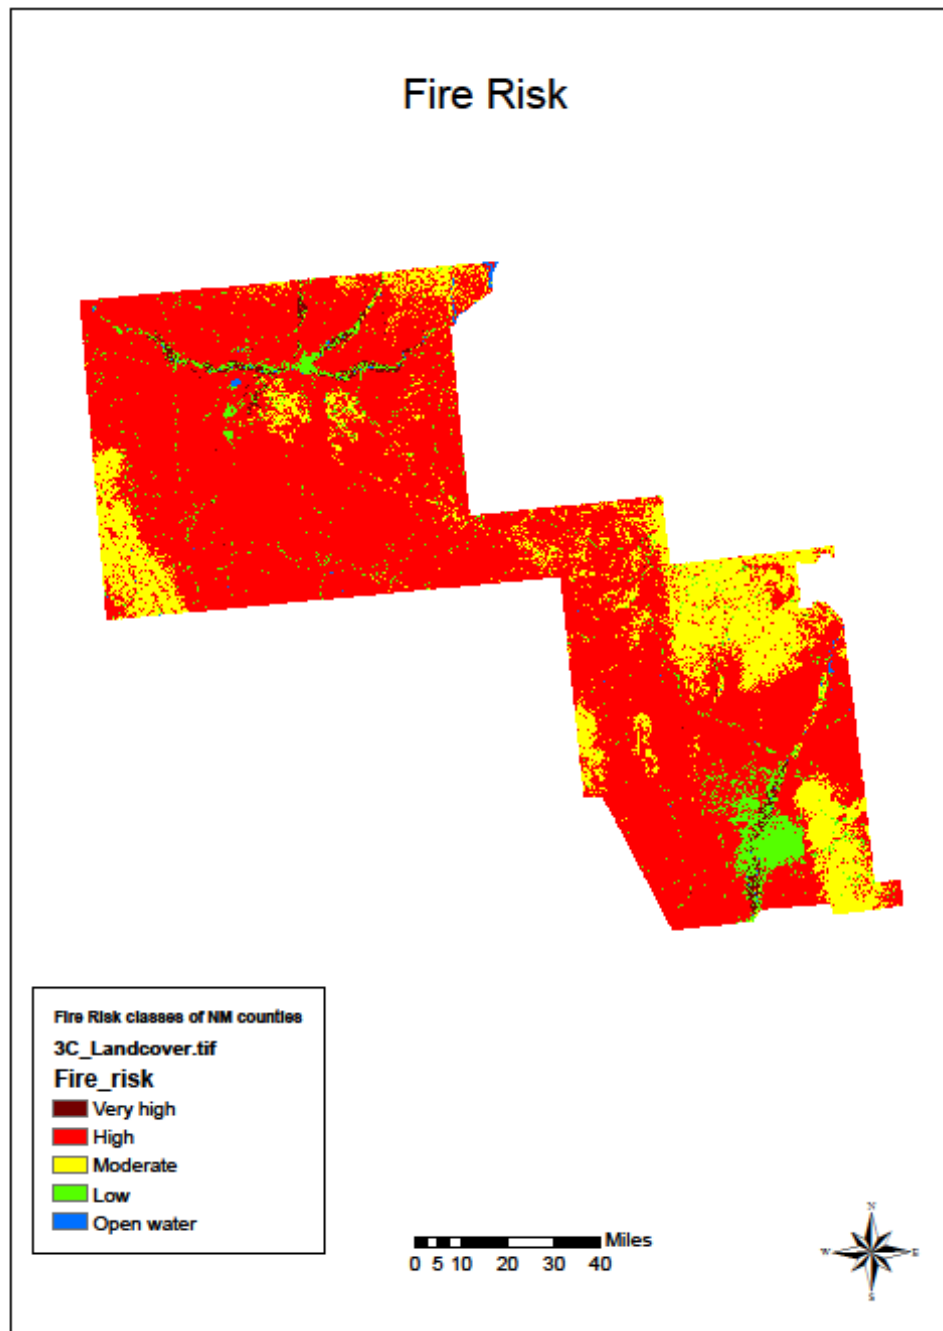 Fire Risk
Fire Risk classes of NM counties
3C_Landcover.tif
Fire_risk
Very high
High
Moderate
Low
Open water
Miles
0 5 10 20 30 40
N
W E
S